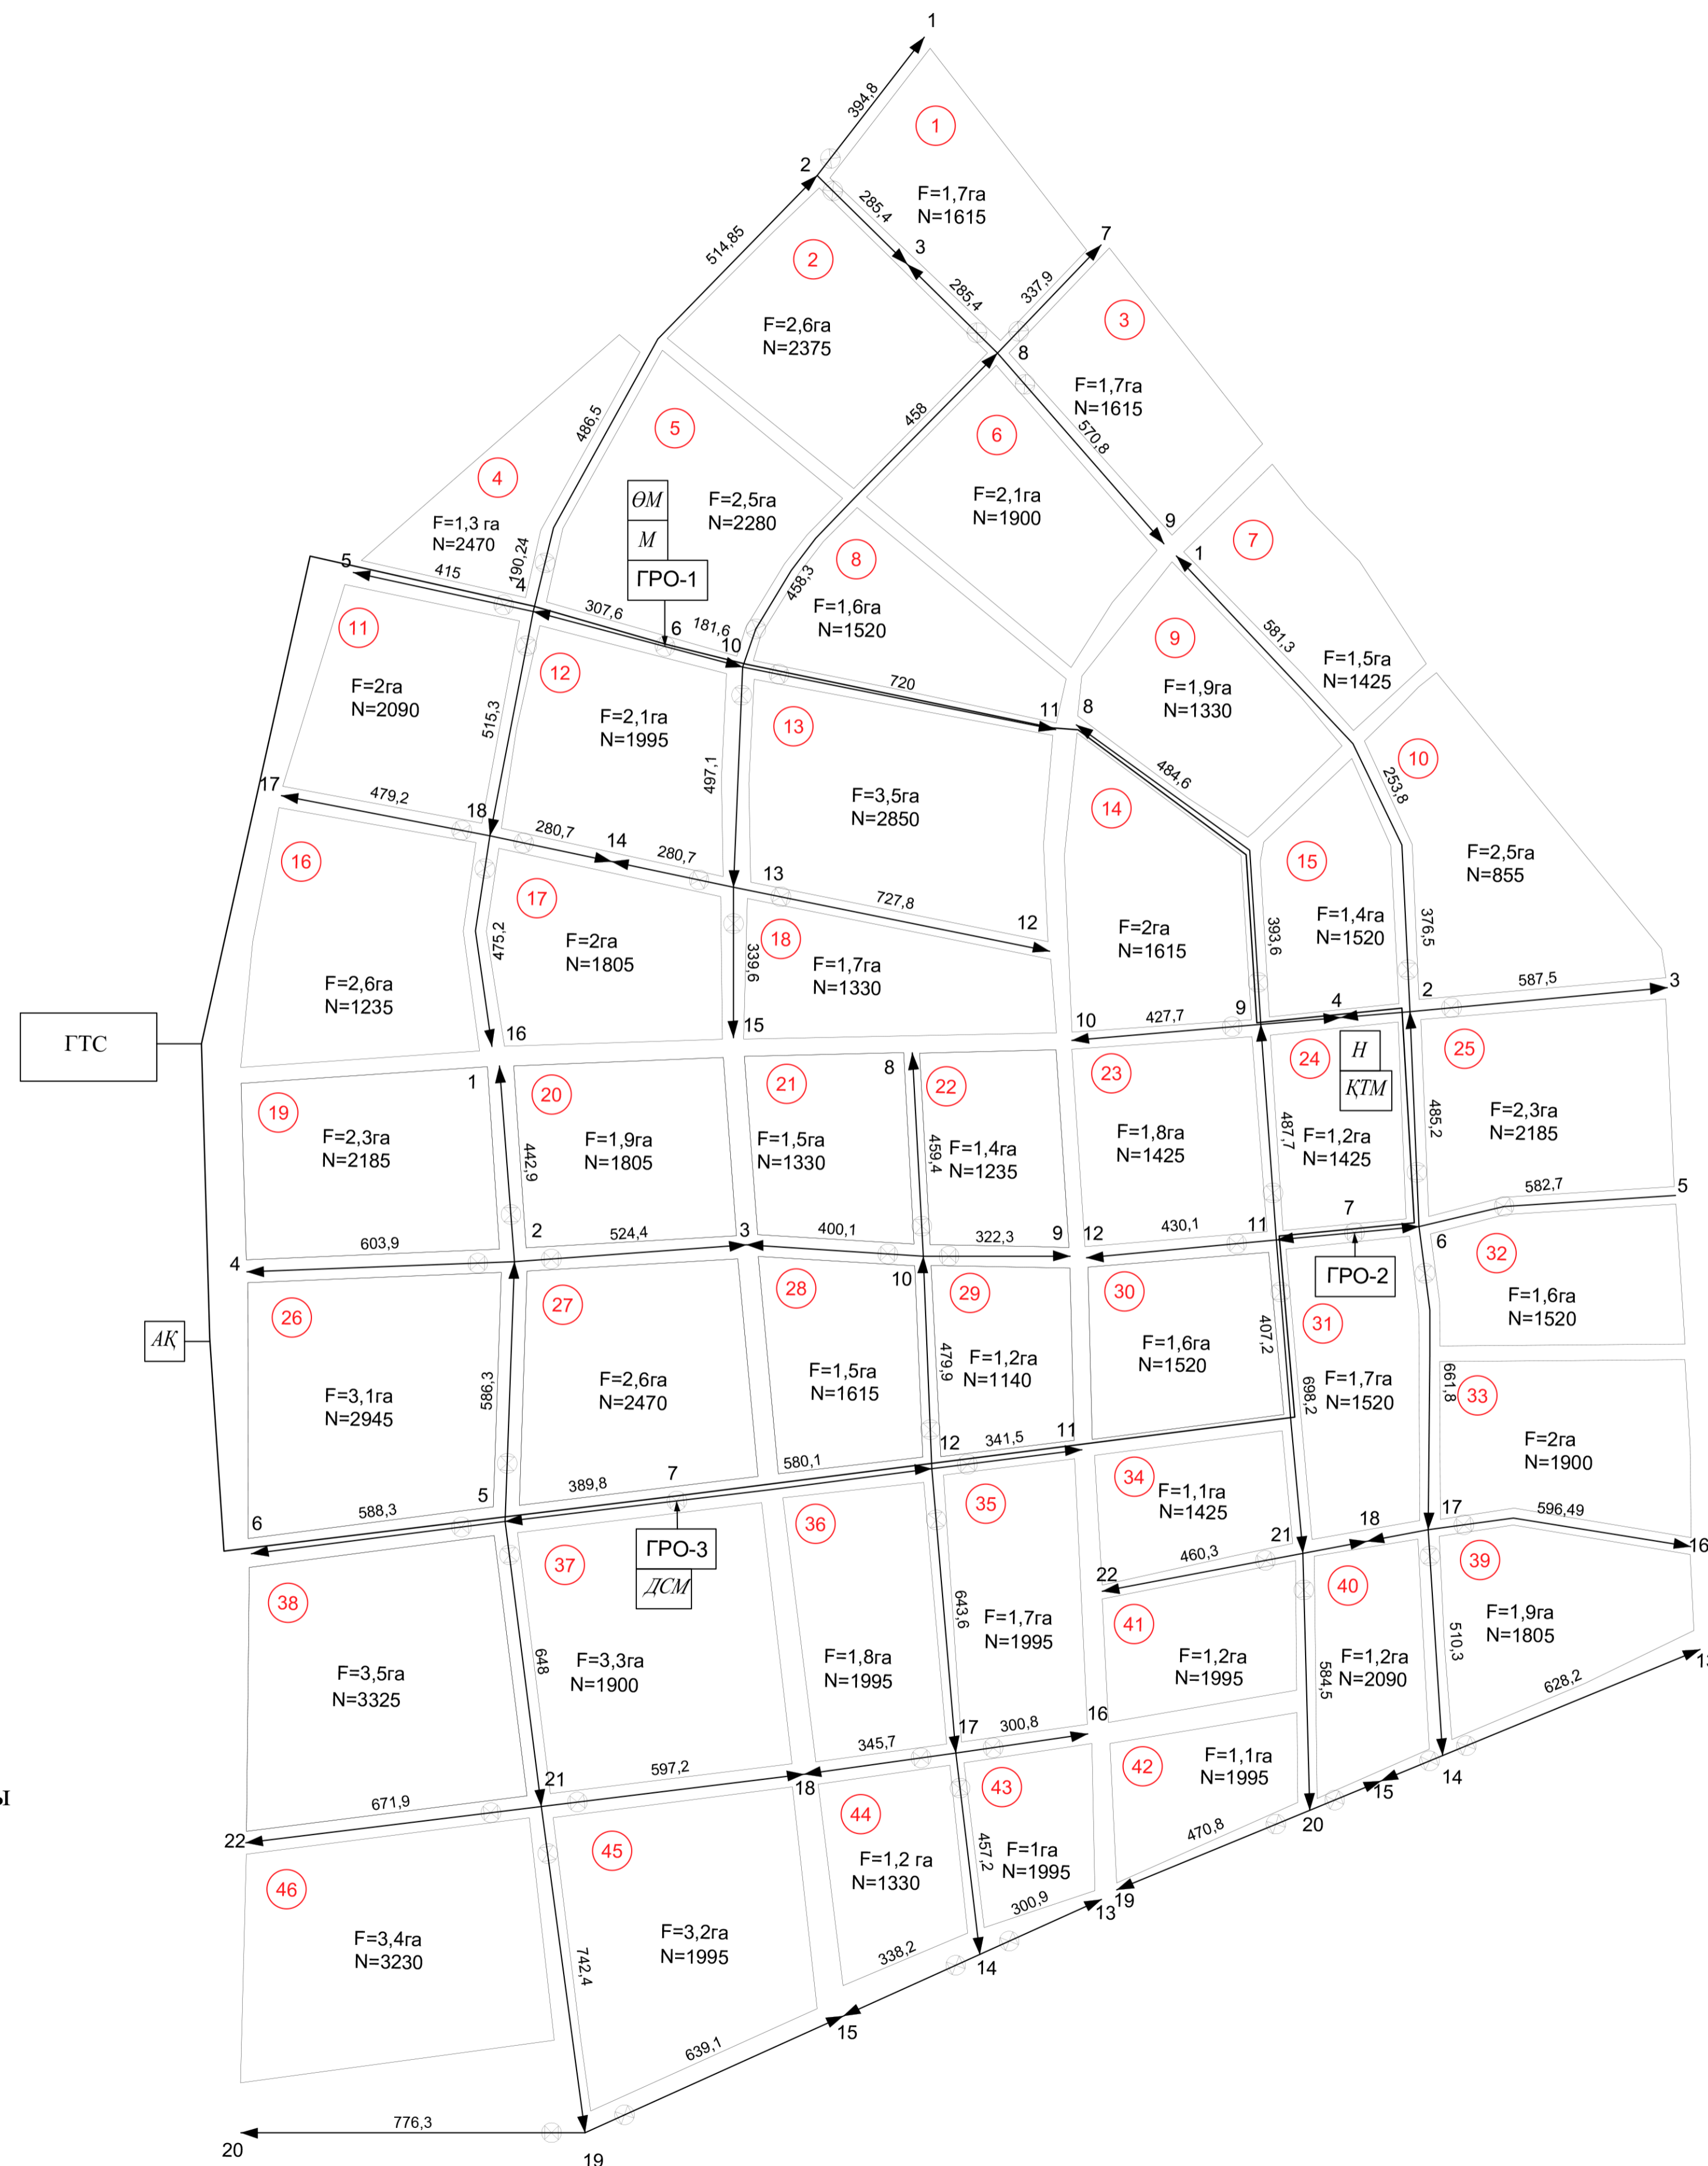 1
394,8
1
2
F=1,7га
N=1615
285,4
514,85
7
3
2
285,4
337,9
3
F=2,6га
N=2375
8
F=1,7га
N=1615
486,5
458
5
6
570,8
4
ӨМ
F=2,5га
N=2280
F=2,1га
N=1900
F=1,3 га
N=2470
М
9
7
5
190,24
8
1
415
ГРО-1
4
458,3
307,6
F=1,6га
N=1520
11
181,6
6
10
9
581,3
12
F=1,5га
N=1425
720
F=2га
N=2090
F=1,9га
N=1330
11
8
515,3
F=2,1га
N=1995
13
10
253,8
497,1
484,6
17
479,2
F=3,5га
N=2850
14
18
280,7
14
280,7
16
15
F=2,5га
N=855
13
17
727,8
12
F=1,4га
N=1520
376,5
475,2
F=2га
N=1805
18
F=2га
N=1615
339,6
F=1,7га
N=1330
393,6
F=2,6га
N=1235
587,5
3
2
4
9
427,7
10
15
16
Н
24
25
ГТС
8
1
21
22
23
ҚТМ
19
20
F=2,3га
N=2185
F=1,9га
N=1805
F=1,5га
N=1330
F=1,4га
N=1235
F=1,8га
N=1425
487,7
F=1,2га
N=1425
485,2
F=2,3га
N=2185
442,9
459,4
582,7
5
603,9
2
524,4
3
400,1
322,3
9
12
430,1
11
7
6
4
10
32
26
27
28
29
30
ГРО-2
АҚ
31
F=1,6га
N=1520
407,2
479,9
F=1,2га
N=1140
F=1,6га
N=1520
F=3,1га
N=2945
586,3
F=2,6га
N=2470
F=1,5га
N=1615
698,2
F=1,7га
N=1520
661,8
33
F=2га
N=1900
580,1
12
341,5
11
389,8
7
5
588,3
6
34
35
F=1,1га
N=1425
36
17
596,49
18
16
21
ГРО-3
37
460,3
22
39
ДСМ
38
40
41
F=1,7га
N=1995
F=1,9га
N=1805
643,6
648
F=3,3га
N=1900
F=1,8га
N=1995
F=1,2га
N=1995
584,5
F=1,2га
N=2090
510,3
628,2
F=3,5га
N=3325
16
17
300,8
345,7
597,2
18
21
671,9
22
43
42
F=1,1га
N=1995
14
15
20
44
470,8
45
457,2
F=1га
N=1995
F=1,2 га
N=1330
46
300,9
13
19
F=3,4га
N=3230
F=3,2га
N=1995
338,2
14
742,4
15
639,1
776,3
20
19
ы